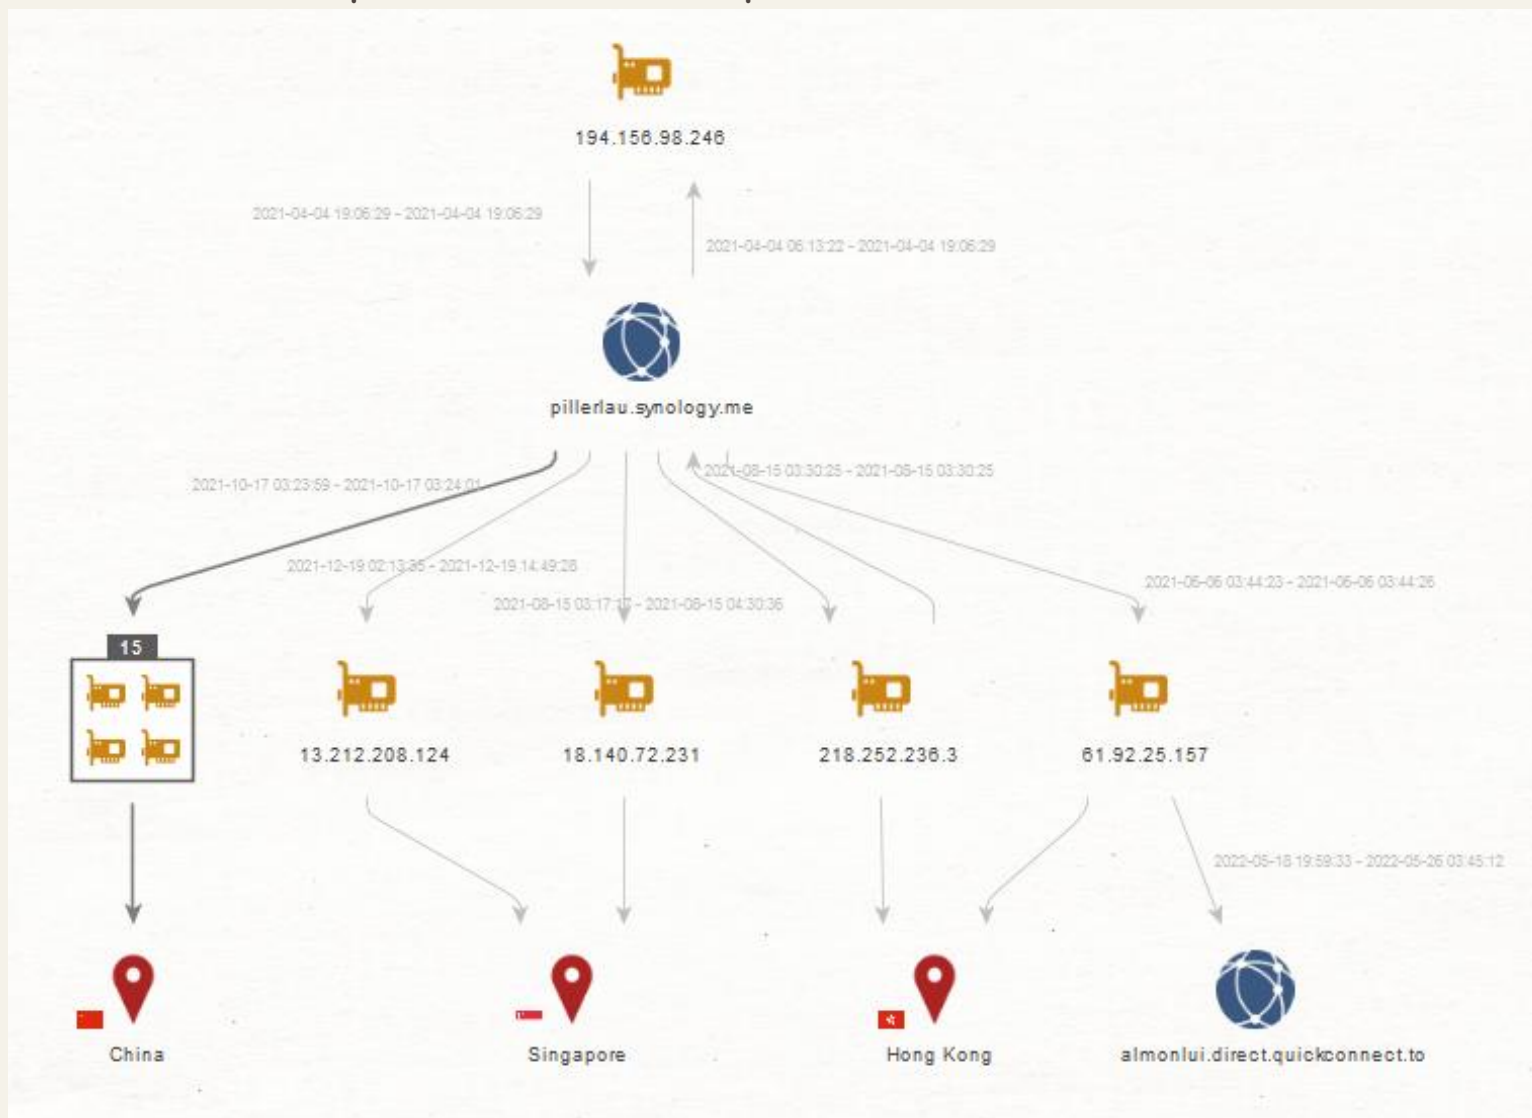 194.156.98.246
2021-04-04 19:06:29 - 2021-04-04 19:06:29
2021-04-04 06:13:22 - 2021-04-04 19:06:29
pillerlau.synology.me
2021-08-15 03:30:25 - 2021-08-15 03:30:25
2021-10-17 03:23:59 - 2021-10-17 03:24:01
2021-12-19 02:13:35 - 2021-12-19 14:49:28
2021-06-06 03:44:23 - 2021-06-06 03:44:26
2021-08-15 - 2021-08-15 04:30:36
15
13.212.208.124
18.140.72.231
218.252.236.3
61.92.25.157
2022-05-18 19:59:33 - 2022-05-26 03:45:12
China
Singapore
Hong Kong
almonlui.direct.quickconnect.to